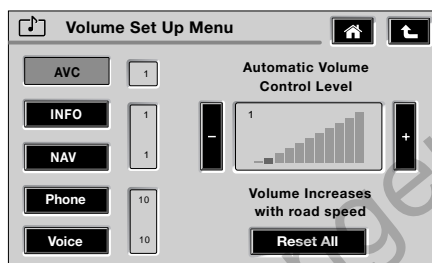 Volume Set Up Menu
AVC 1
INFO 1
NAV 1
Phone 10
Voice 10
Automatic Volume
Control Level
- 1 +
Volume Increases
with road speed
Reset All